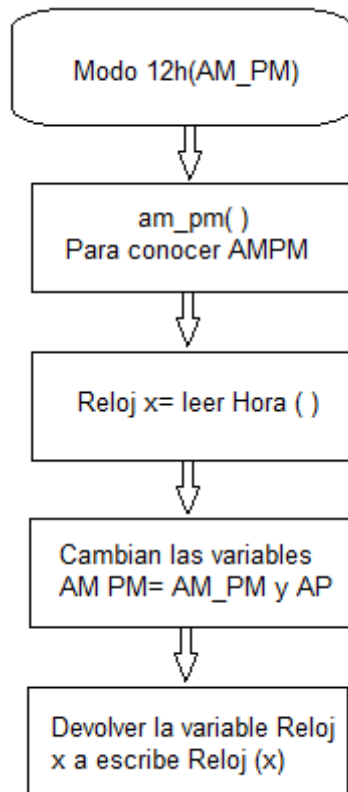 Modo 12h(AM_PM)
am_pm( )
Para conocer AMPM
Reloj x= leer Hora ( )
Cambian las variables
AM PM= AM_PM y AP
Devolver la variable Reloj
x a escribe Reloj (x)